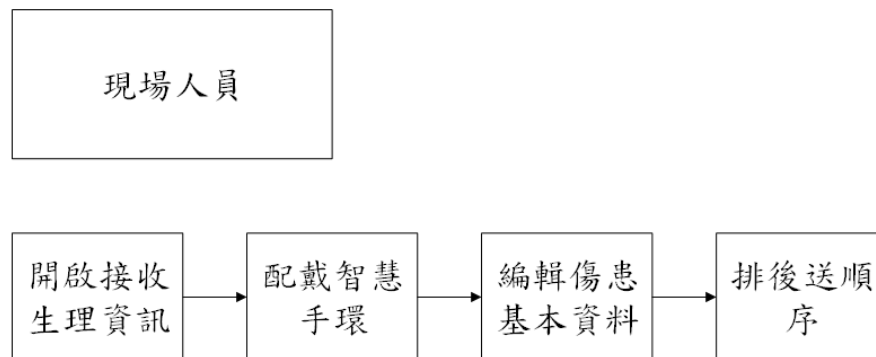 現場人員
開啟接收
生理資訊
配戴智慧
手環
編輯傷患
基本資料
排後送順
序